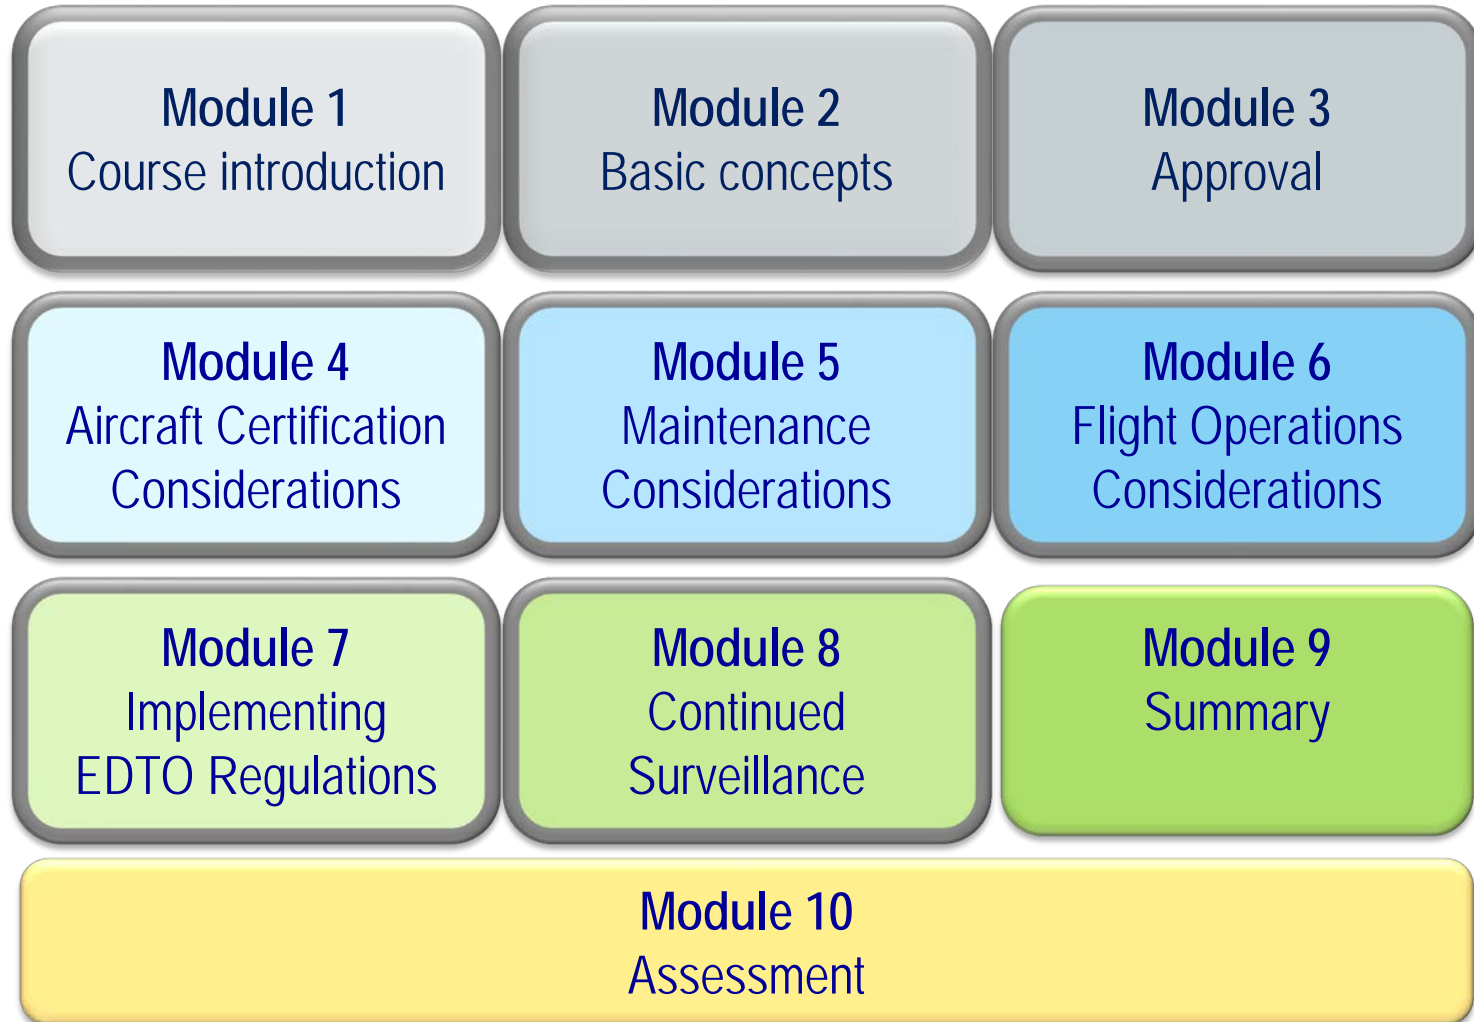 Module 1
Course introduction
Module 2
Basic concepts
Module 3
Approval
Module 4
Aircraft Certification
Considerations
Module 5
Maintenance
Considerations
Module 6
Flight Operations
Considerations
Module 7
Implementing
EDTO Regulations
Module 8
Continued
Surveillance
Module 9
Summary
Module 10
Assessment